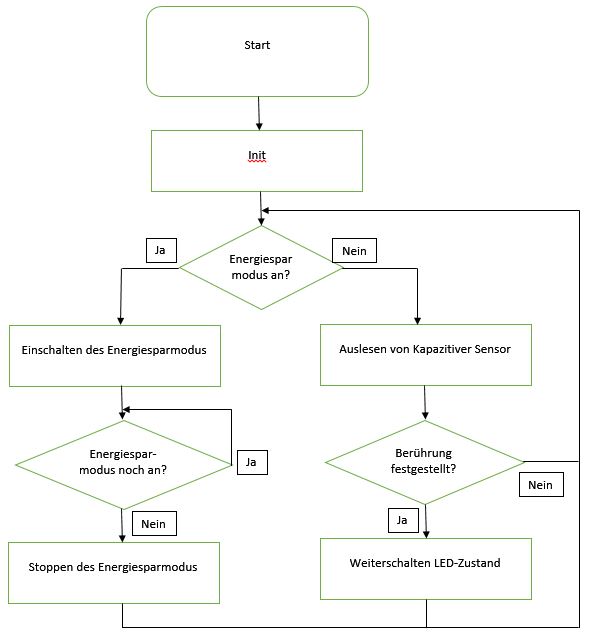 Start
Init
Ja
Nein
Energiespar
modus an?
Einschalten des Energiesparmodus
Auslesen von Kapazitiver Sensor
Energiespar-
modus noch an?
Ja
Berührung
festgestellt?
Nein
Nein
Ja
Stoppen des Energiesparmodus
Weiterschalten LED-Zustand